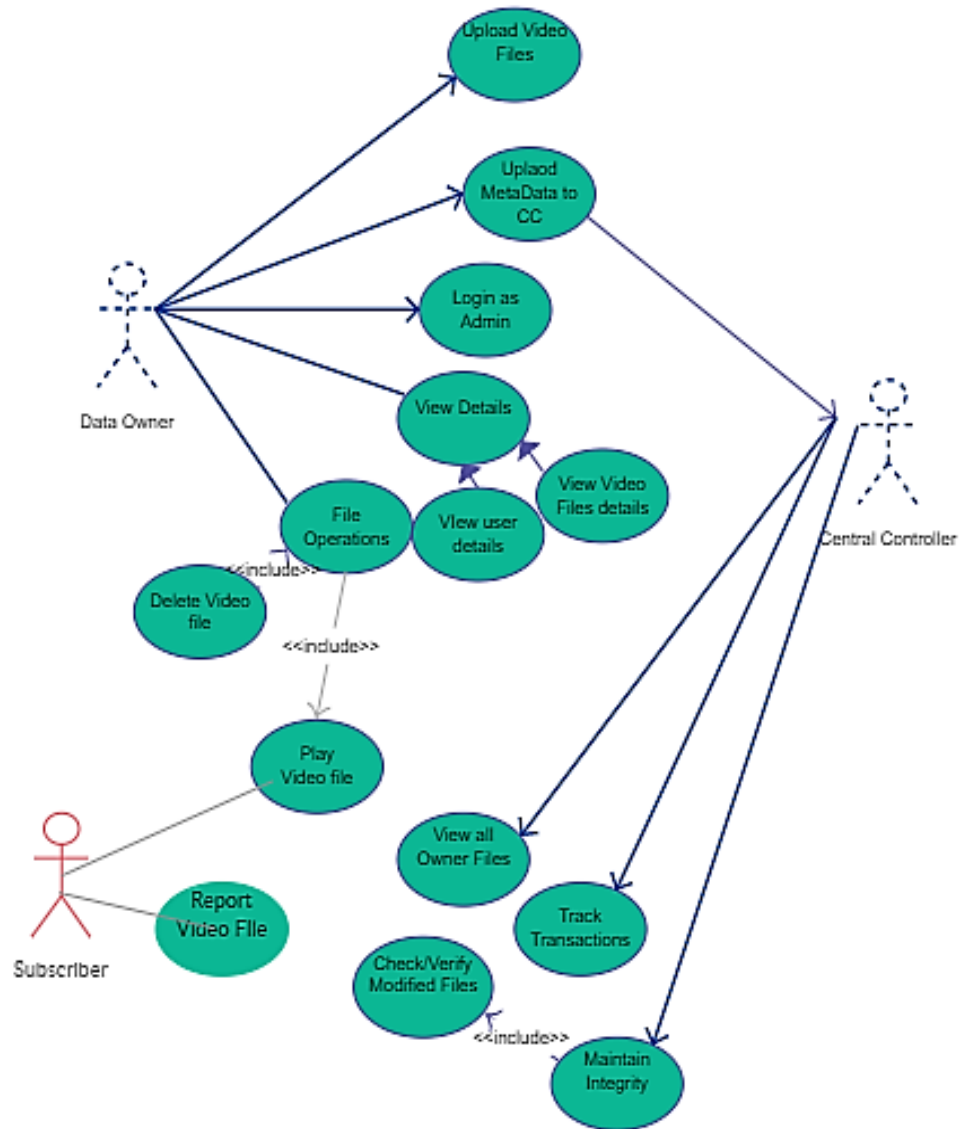 Upload Video
Files
Uplaod
MetaData to
CC
Login as
Admin
Data Owner
View Details
View Video
Files details
File
Operations
VIew user
details
Central Controller
<<include>>
Delete Video
file
<<include>>
Play
Video file
View all
Owner Files
Report
Video FIle
Track
Transactions
Subscriber
Check/Verify
Modified Files
<<include>>
Maintain
Integrity